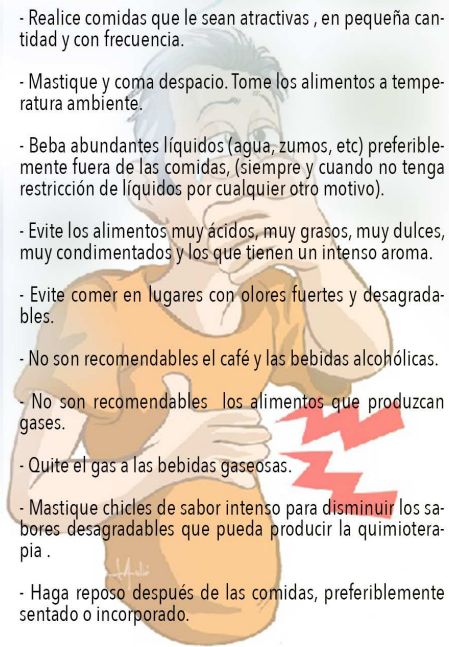 - Realice comidas que le sean atractivas , en pequeña can-
tidad y con frecuencia.
- Mastique y coma despacio. Tome los alimentos a tempe-
ratura ambiente.
- Beba abundantes líquidos (agua, zumos, etc) preferible-
mente fuera de las comidas, (siempre y cuando no tenga
restricción de líquidos por cualquier otro motivo).
- Evite los alimentos muy ácidos, muy grasos, muy dulces,
muy condimentados y los que tienen un intenso aroma.
- Evite comer en lugares con olores fuertes y desagrada-
bles.
- No son recomendables el café y las bebidas alcohólicas.
- No son recomendables los alimentos que produzcan
gases.
- Quite el gas a las bebidas gaseosas.
- Mastique chicles de sabor intenso para disminuir los sa-
bores desagradables que pueda producir la quimiotera-
pia .
- Haga reposo después de las comidas, preferiblemente
sentado o incorporado.